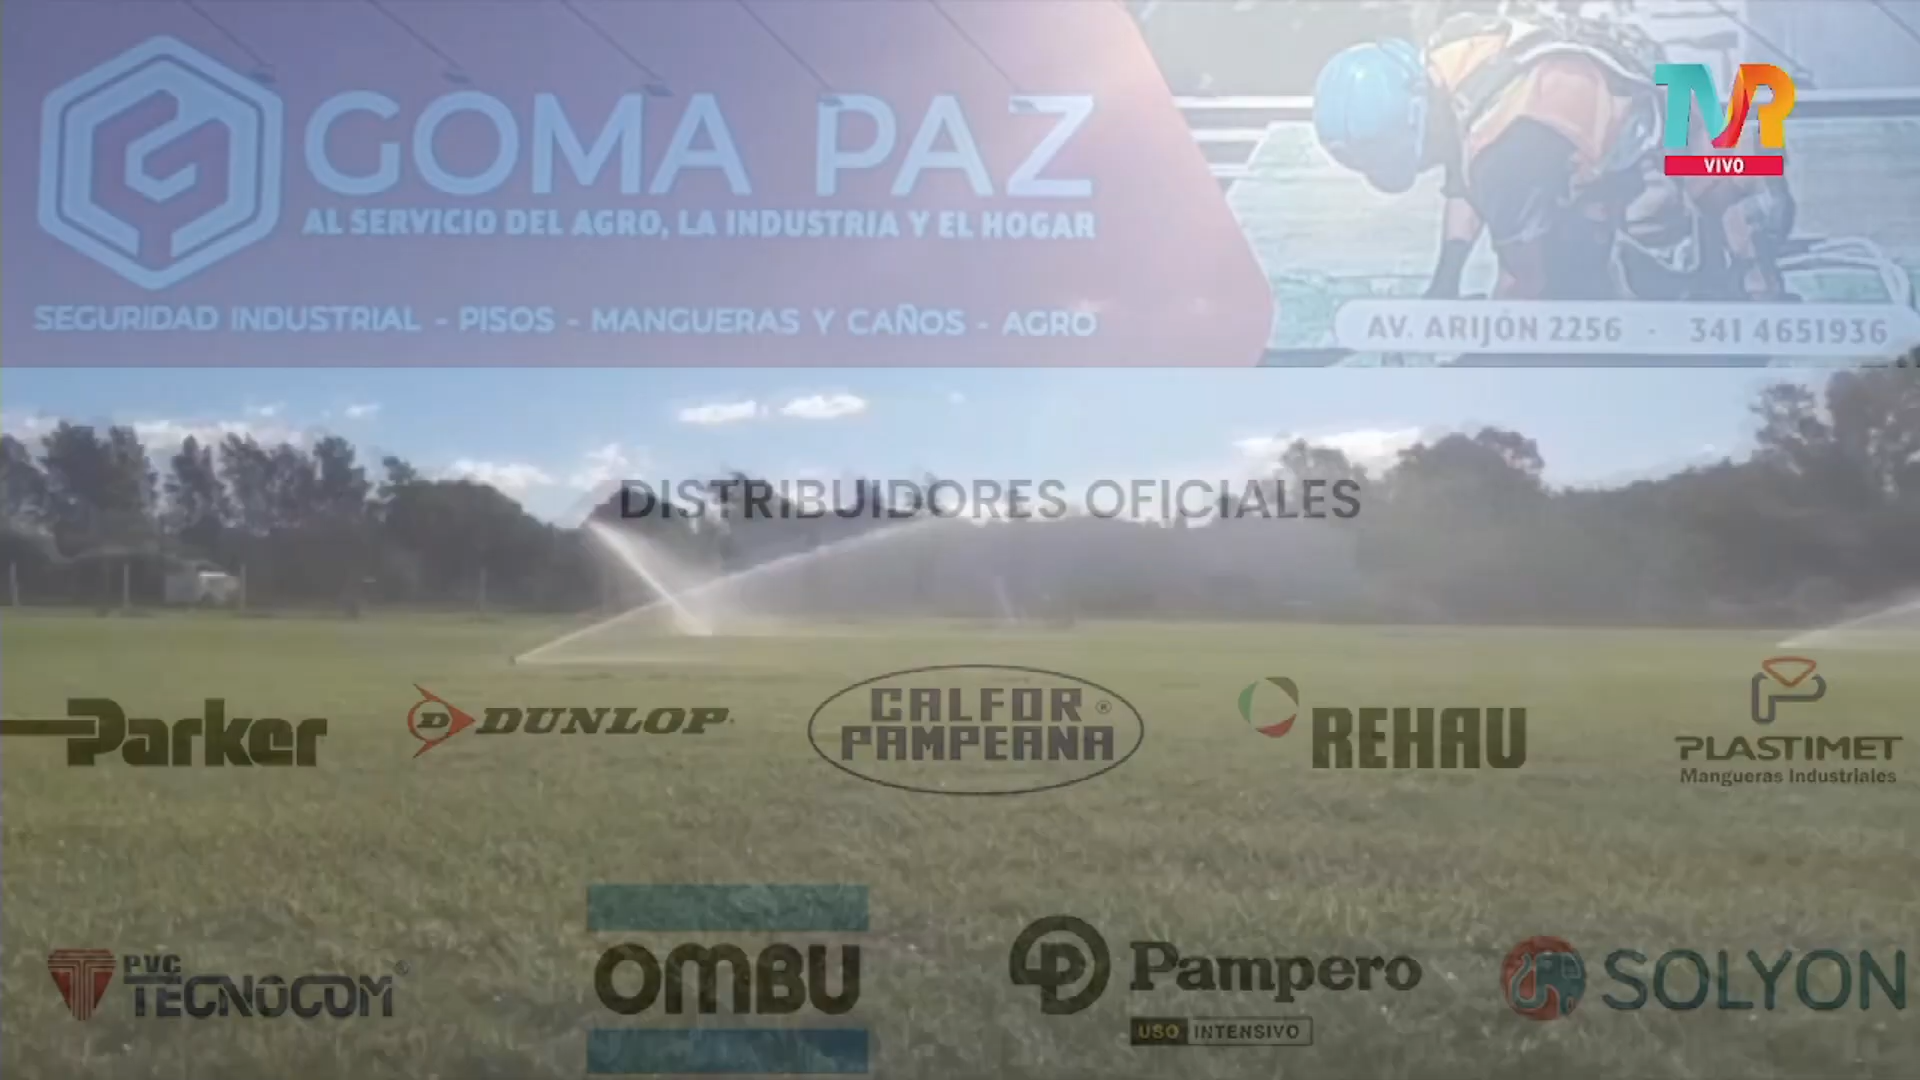 GOMA PAZ
AL SERVICIO DEL AGRO, LA INDUSTRIA Y EL HOGAR
SEGURIDAD INDUSTRIAL - PISOS - MANGUERAS Y CAÑOS - AGRO
AV. ARIJÓN 2256 · 341 4651936
TVR
VIVO
DISTRIBUIDORES OFICIALES
Parker
D DUNLOP
CALFOR ®
PAMPEANA
REHAU
PLASTIMET
Mangueras Industriales
PVC
TECNOCOM ®
OMBU
Pampero
USO INTENSIVO
SOLYON